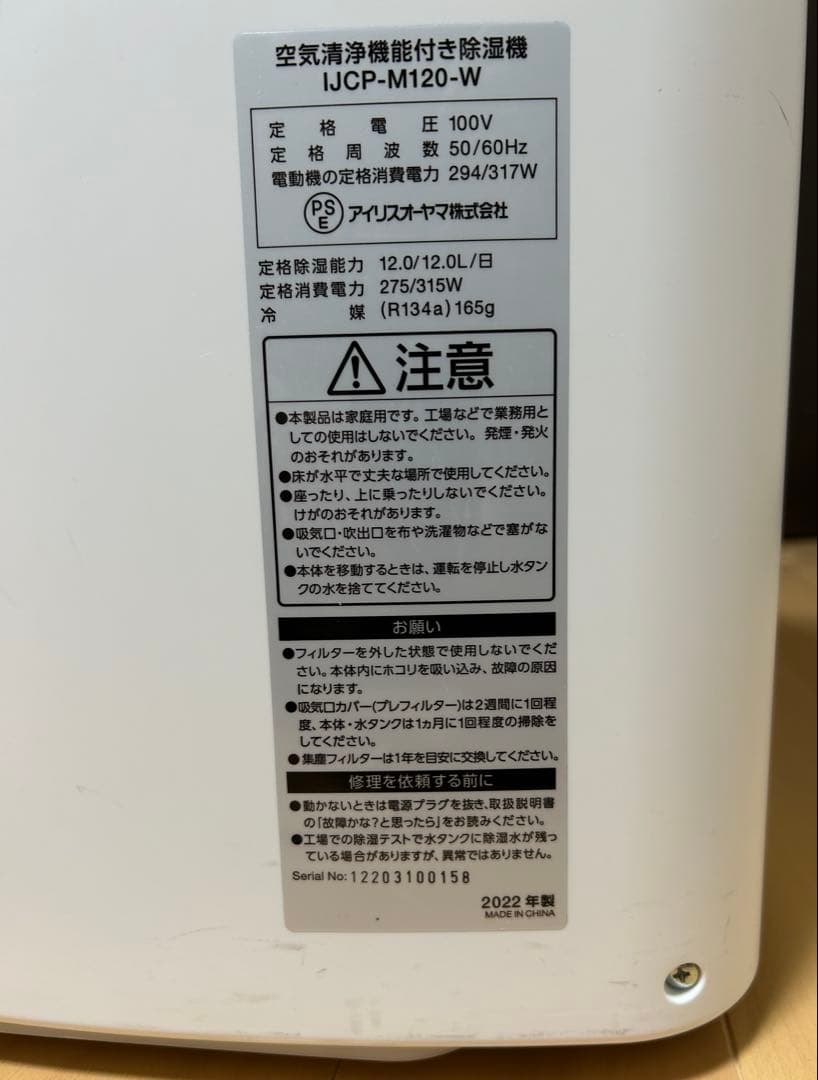 空気清浄機能付き除湿機
IJCP-M120-W
定格電圧 100V
定格周波数 50/60Hz
電動機の定格消費電力 294/317W
PSE アイリスオーヤマ株式会社
定格除湿能力 12.0/12.0L/日
定格消費電力 275/315W
冷媒 (R134a) 165g
注意
●本製品は家庭用です。工場などで業務用と
しての使用はしないでください。発煙・発火
のおそれがあります。
●床が水平で丈夫な場所で使用してください。
●座ったり、上に乗ったりしないでください。
けがのおそれがあります。
●吸気口・吹出口を布や洗濯物などで塞がな
いでください。
●本体を移動するときは、運転を停止し水タン
クの水を捨ててください。
お願い
●フィルターを外した状態で使用しないでくだ
さい。本体内にホコリを吸い込み、故障の原因
になります。
●吸気口カバー(プレフィルター)は2週間に1回程
度、本体・水タンクは1ヵ月に1回程度の掃除を
してください。
●集塵フィルターは1年を目安に交換してください。
修理を依頼する前に
●動かないときは電源プラグを抜き、取扱説明書
の「故障かな?と思ったら」をお読みください。
●工場での除湿テストで水タンクに除湿水が残っ
ている場合がありますが、異常ではありません。
Serial No: 12203100158
2022 年製
MADE IN CHINA